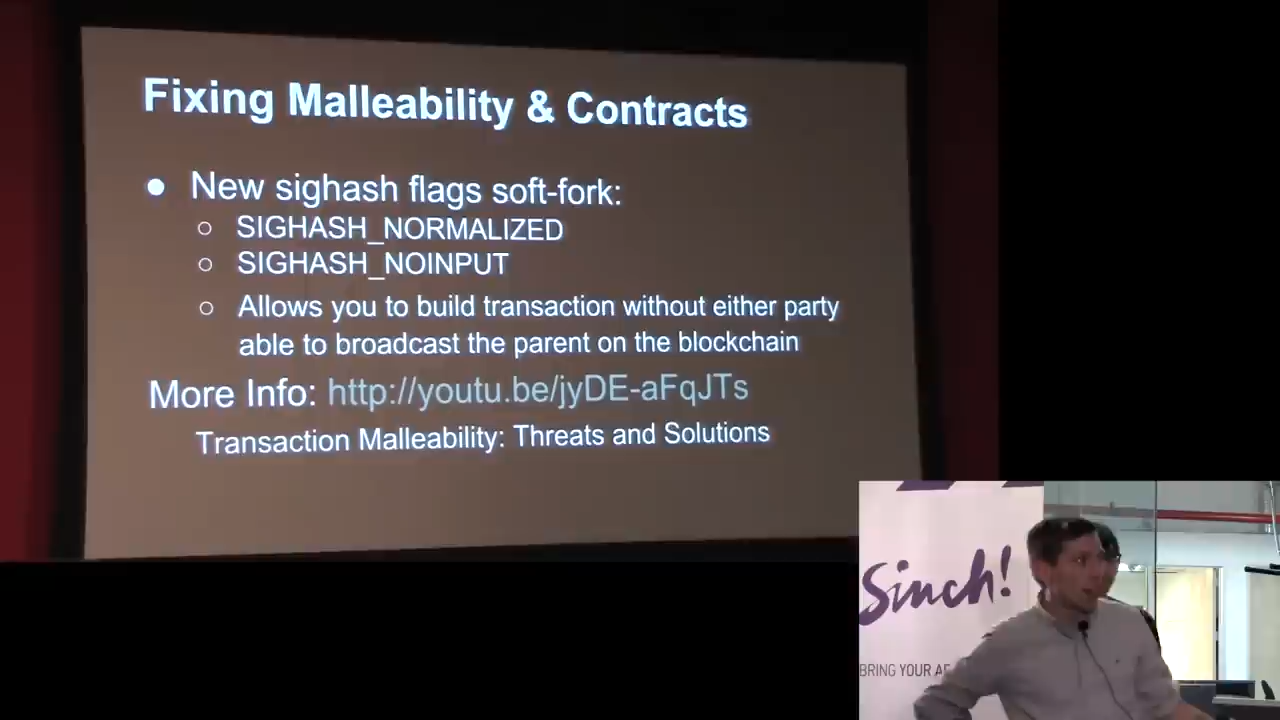 Fixing Malleability & Contracts
● New sighash flags soft-fork:
○ SIGHASH_NORMALIZED
○ SIGHASH_NOINPUT
○ Allows you to build transaction without either party
able to broadcast the parent on the blockchain
More Info: http://youtu.be/jyDE-aFqJTs
Transaction Malleability: Threats and Solutions
Sinch!
BRING YOUR